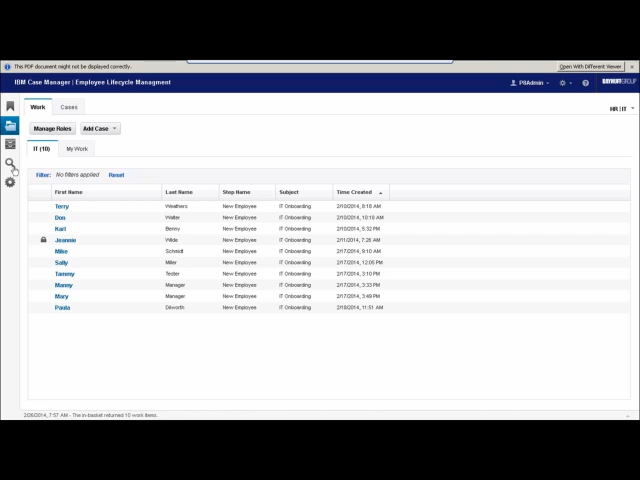 This PDF document might not be displayed correctly.
Open With Different Viewer
IBM Case Manager | Employee Lifecycle Managment
P8Admin
DAYHUFF GROUP
Work
Cases
HR | IT
Manage Roles
Add Case
IT (10)
My Work
Filter: No filters applied Reset
First Name Last Name Step Name Subject Time Created
Terry Weathers New Employee IT Onboarding 2/10/2014, 8:16 AM
Don Walter New Employee IT Onboarding 2/10/2014, 10:18 AM
Karl Benny New Employee IT Onboarding 2/10/2014, 5:32 PM
Jeannie Wilde New Employee IT Onboarding 2/11/2014, 7:26 AM
Mike Schmidt New Employee IT Onboarding 2/17/2014, 9:10 AM
Sally Miller New Employee IT Onboarding 2/17/2014, 12:05 PM
Tammy Tester New Employee IT Onboarding 2/17/2014, 3:10 PM
Manny Manager New Employee IT Onboarding 2/17/2014, 3:33 PM
Mary Manager New Employee IT Onboarding 2/17/2014, 3:49 PM
Paula Dilworth New Employee IT Onboarding 2/18/2014, 11:51 AM
2/26/2014, 7:57 AM - The in-basket returned 10 work items.